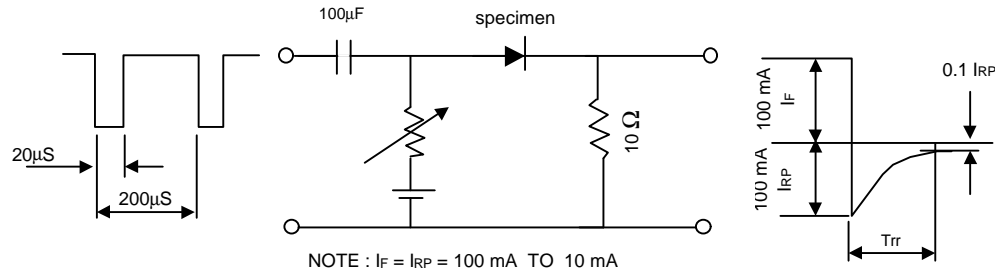 20µS
200µS
100µF
specimen
10 Ω
NOTE : IF = IRP = 100 mA TO 10 mA
100 mA
IF
100 mA
IRP
0.1 IRP
Trr